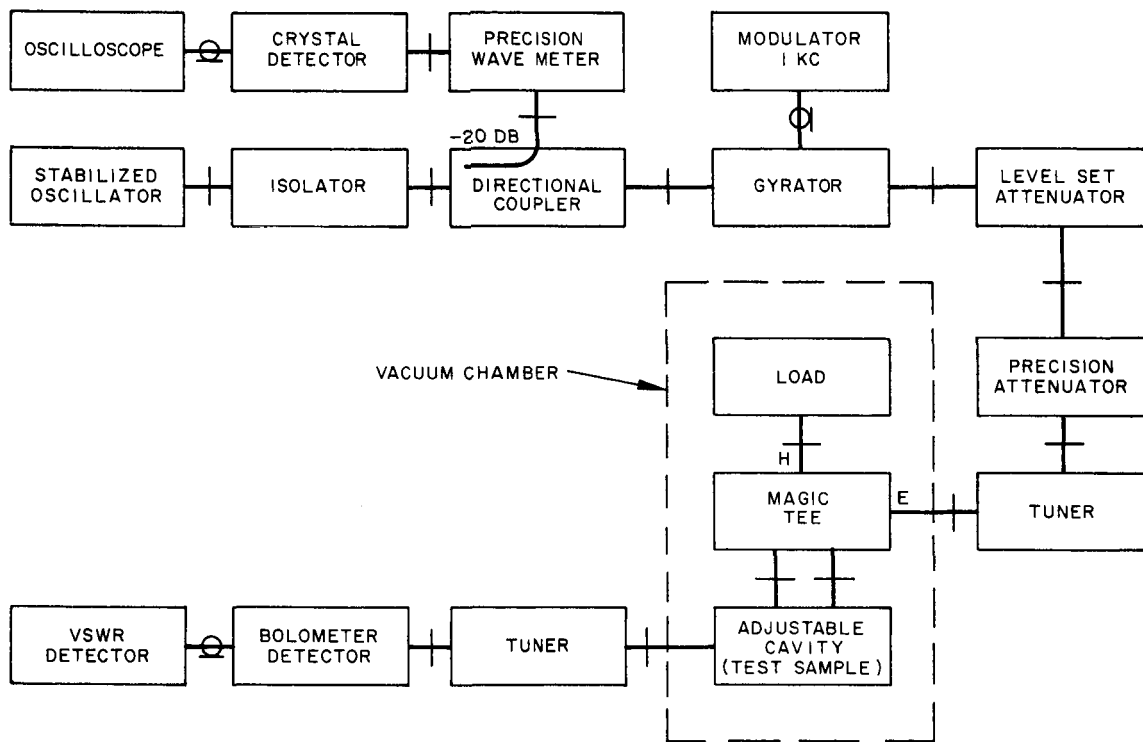 OSCILLOSCOPE
CRYSTAL
DETECTOR
PRECISION
WAVE METER
MODULATOR
1 KC
-20 DB
STABILIZED
OSCILLATOR
ISOLATOR
DIRECTIONAL
COUPLER
GYRATOR
LEVEL SET
ATTENUATOR
VACUUM CHAMBER
LOAD
PRECISION
ATTENUATOR
H
MAGIC
TEE
E
TUNER
VSWR
DETECTOR
BOLOMETER
DETECTOR
TUNER
ADJUSTABLE
CAVITY
(TEST SAMPLE)